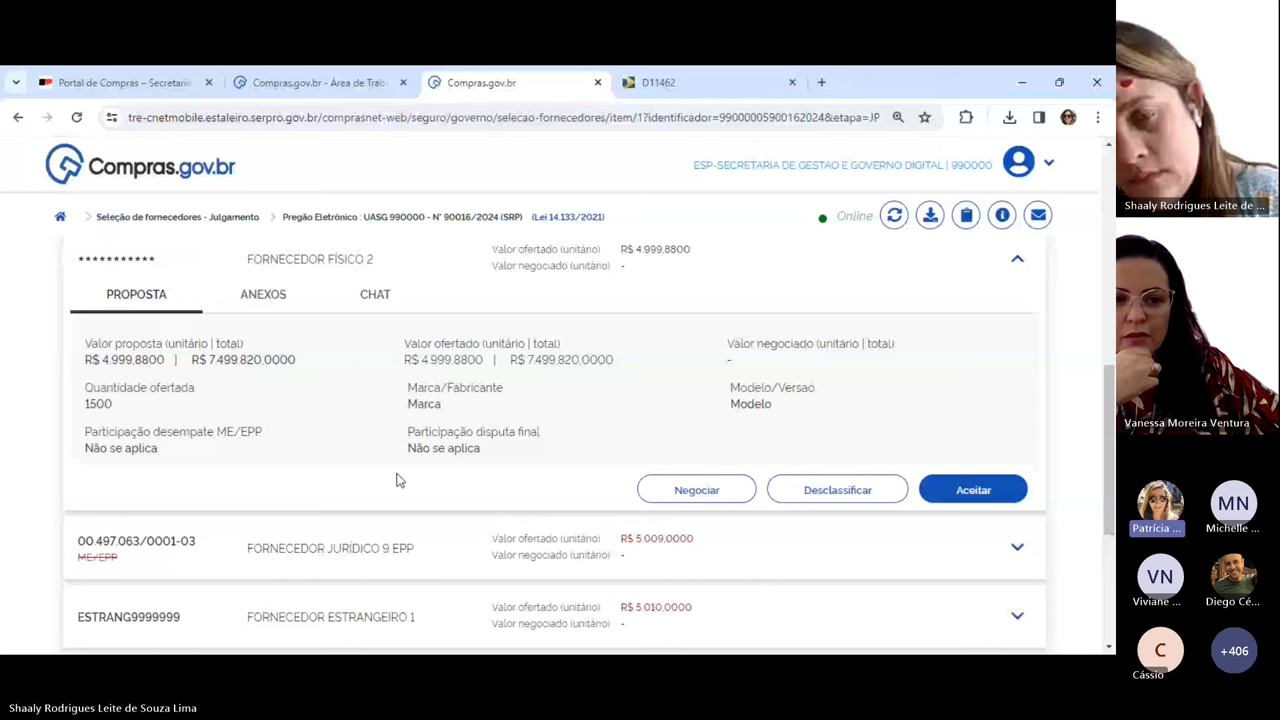 Portal de Compras – Secretaria
Compras.gov.br - Área de Trab
Compras.gov.br
D11462
tre-cnetmobile.estaleiro.serpro.gov.br/comprasnet-web/seguro/governo/selecao-fornecedores/item/1?identificador=99000005900162024&etapa=JP
Compras.gov.br
ESP-SECRETARIA DE GESTAO E GOVERNO DIGITAL | 990000
Seleção de fornecedores - Julgamento
Pregão Eletrônico : UASG 990000 - N° 90016/2024 (SRP) (Lei 14.133/2021)
Online
*********** FORNECEDOR FÍSICO 2
Valor ofertado (unitário) R$ 4.999,8800
Valor negociado (unitário) -
PROPOSTA ANEXOS CHAT
Valor proposta (unitário | total) Valor ofertado (unitário | total) Valor negociado (unitário | total)
R$ 4.999,8800 | R$ 7.499.820,0000 R$ 4.999,8800 | R$ 7.499.820,0000 -
Quantidade ofertada Marca/Fabricante Modelo/Versão
1500 Marca Modelo
Participação desempate ME/EPP Participação disputa final
Não se aplica Não se aplica
Negociar Desclassificar Aceitar
00.497.063/0001-03 FORNECEDOR JURÍDICO 9 EPP
ME/EPP
Valor ofertado (unitário) R$ 5.009,0000
Valor negociado (unitário) -
ESTRANG9999999 FORNECEDOR ESTRANGEIRO 1
Valor ofertado (unitário) R$ 5.010,0000
Valor negociado (unitário) -
Shaaly Rodrigues Leite de ...
Vanessa Moreira Ventura
Patrícia ...
MN
Michelle ...
VN
Viviane ...
Diego Cé...
C
Cássio
+406
Shaaly Rodrigues Leite de Souza Lima